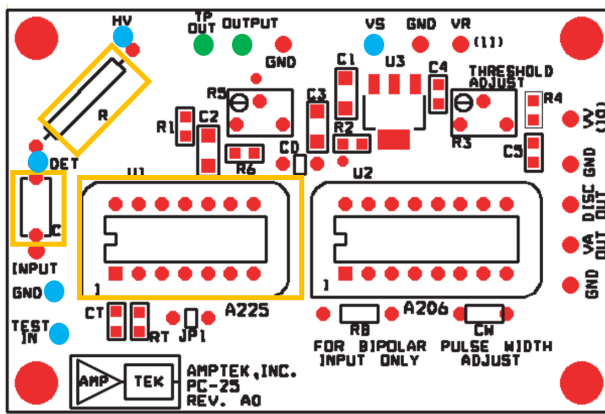 HV
TP
OUT
OUTPUT
VS
GND
VR
(11)
GND
C1
U3
C4
THRESHOLD
ADJUST
R
R5
R1
C2
C3
R2
R3
R4
VV
(10)
R6
CD
C5
GND
DET
U1
U2
DISC
OUT
C
VA
OUT
INPUT
GND
GND
1
1
CT
RT
JP1
A225
A206
RB
CW
TEST
IN
FOR BIPOLAR
INPUT ONLY
PULSE WIDTH
ADJUST
AMP
TEK
AMPTEK,INC.
PC-25
REV. A0